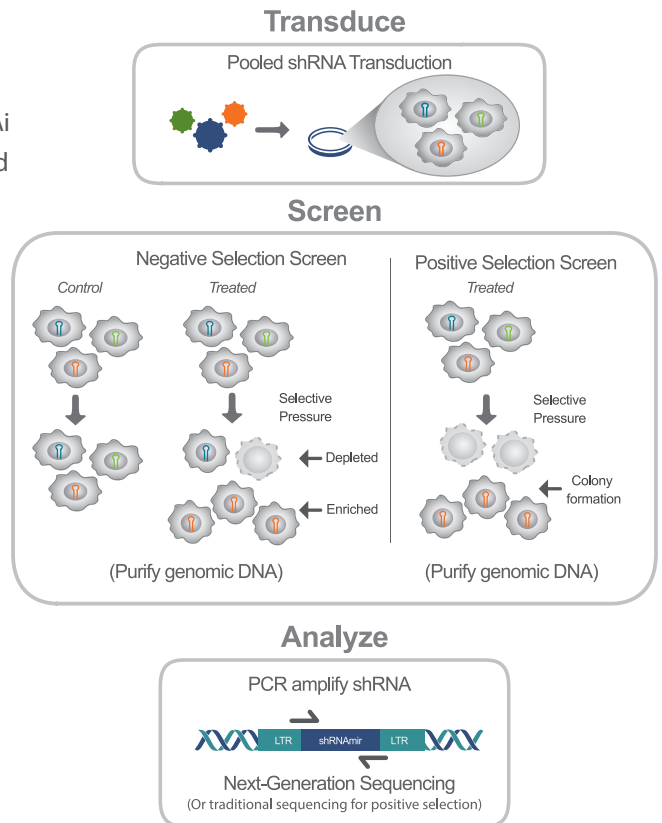 Transduce
Pooled shRNA Transduction
Ai
d
Screen
Negative Selection Screen
Positive Selection Screen
Control
Treated
Treated
Selective
Pressure
Selective
Pressure
Depleted
Enriched
Colony
formation
(Purify genomic DNA)
(Purify genomic DNA)
Analyze
PCR amplify shRNA
LTR
shRNAmir
LTR
Next-Generation Sequencing
(Or traditional sequencing for positive selection)